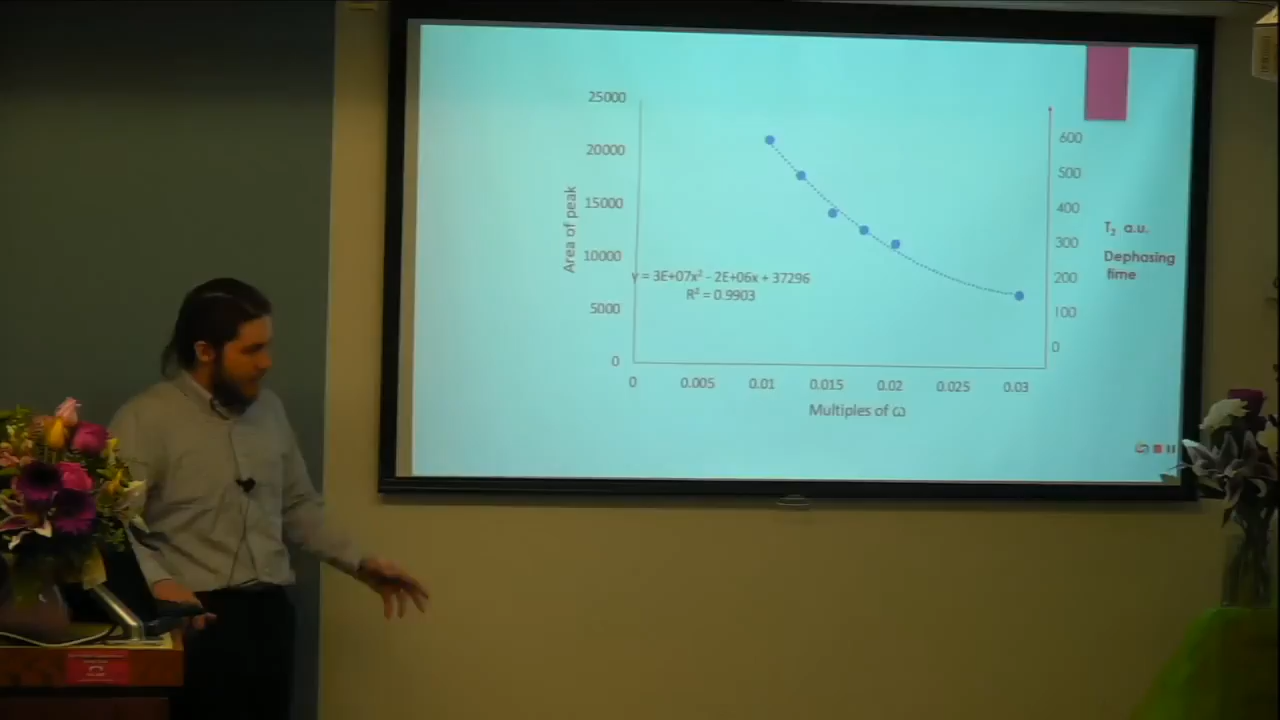 25000
20000
15000
10000
5000
0
Area of peak
y = 3E+07x² - 2E+06x + 37296
R² = 0.9903
0
0.005
0.01
0.015
0.02
0.025
0.03
Multiples of ω
600
500
400
300
200
100
0
T₂ a.u.
Dephasing
time